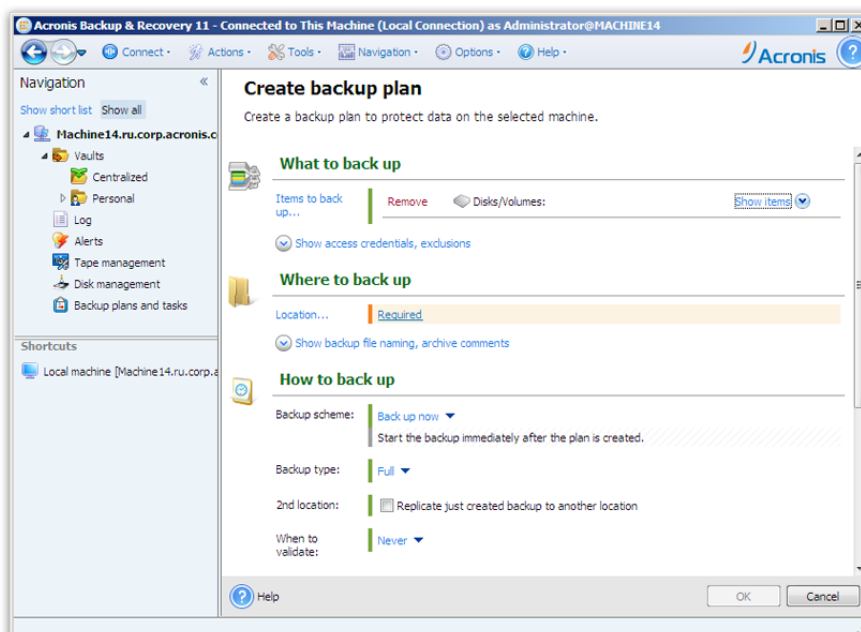 Acronis Backup & Recovery 11 - Connected to This Machine (Local Connection) as Administrator@MACHINE14
Connect
Actions
Tools
Navigation
Options
Help
Acronis
Navigation
Show short list Show all
Machine14.ru.corp.acronis.c
Vaults
Centralized
Personal
Log
Alerts
Tape management
Disk management
Backup plans and tasks
Shortcuts
Local machine [Machine14.ru.corp.a
Create backup plan
Create a backup plan to protect data on the selected machine.
What to back up
Items to back up...
Remove
Disks/Volumes:
Show items
Show access credentials, exclusions
Where to back up
Location...
Required
Show backup file naming, archive comments
How to back up
Backup scheme:
Back up now
Start the backup immediately after the plan is created.
Backup type:
Full
2nd location:
Replicate just created backup to another location
When to validate:
Never
Help
OK
Cancel